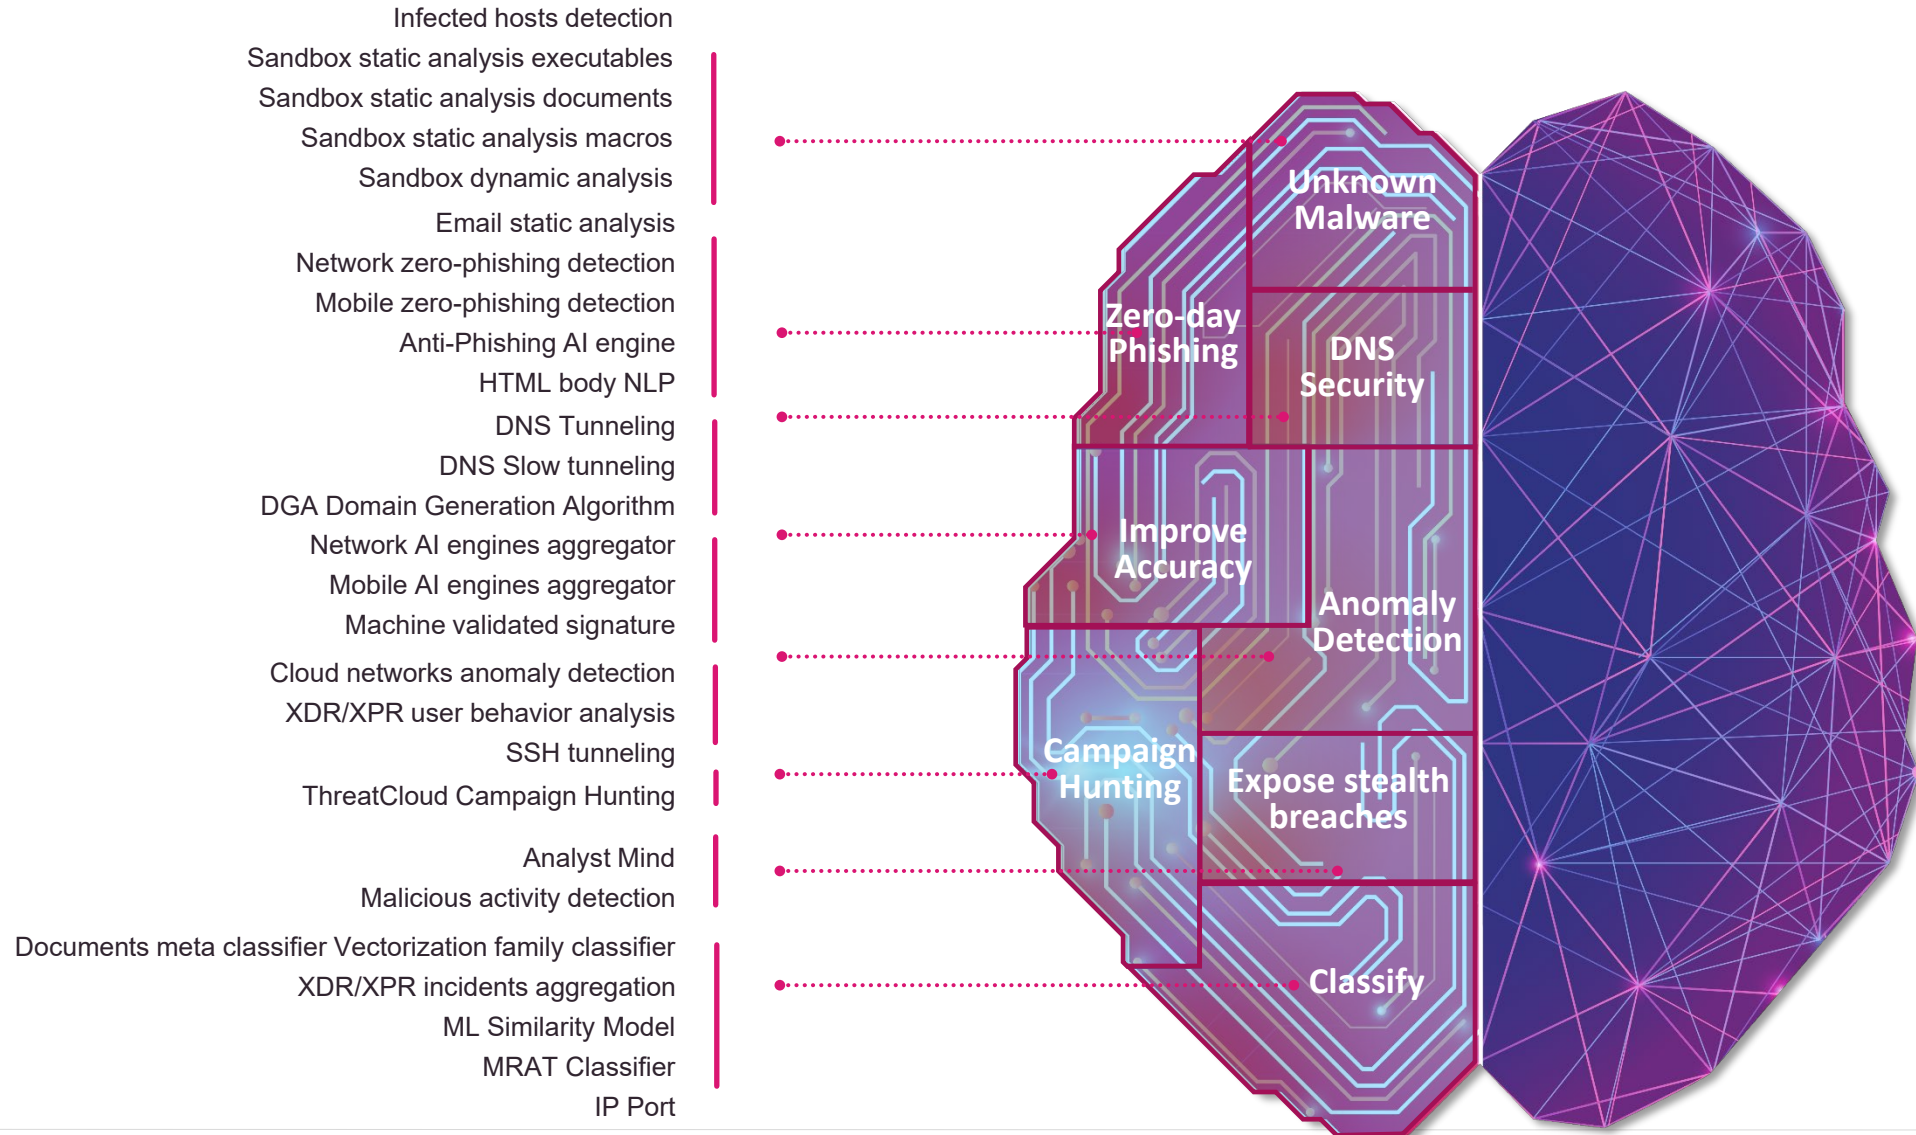 Infected hosts detection
Sandbox static analysis executables
Sandbox static analysis documents
Sandbox static analysis macros
Sandbox dynamic analysis
Email static analysis
Network zero-phishing detection
Mobile zero-phishing detection
Anti-Phishing AI engine
HTML body NLP
DNS Tunneling
DNS Slow tunneling
DGA Domain Generation Algorithm
Network AI engines aggregator
Mobile AI engines aggregator
Machine validated signature
Cloud networks anomaly detection
XDR/XPR user behavior analysis
SSH tunneling
ThreatCloud Campaign Hunting
Analyst Mind
Malicious activity detection
Documents meta classifier Vectorization family classifier
XDR/XPR incidents aggregation
ML Similarity Model
MRAT Classifier
IP Port
Unknown
Malware
Zero-day
Phishing
DNS
Security
Improve
Accuracy
Anomaly
Detection
Campaign
Hunting
Expose stealth
breaches
Classify